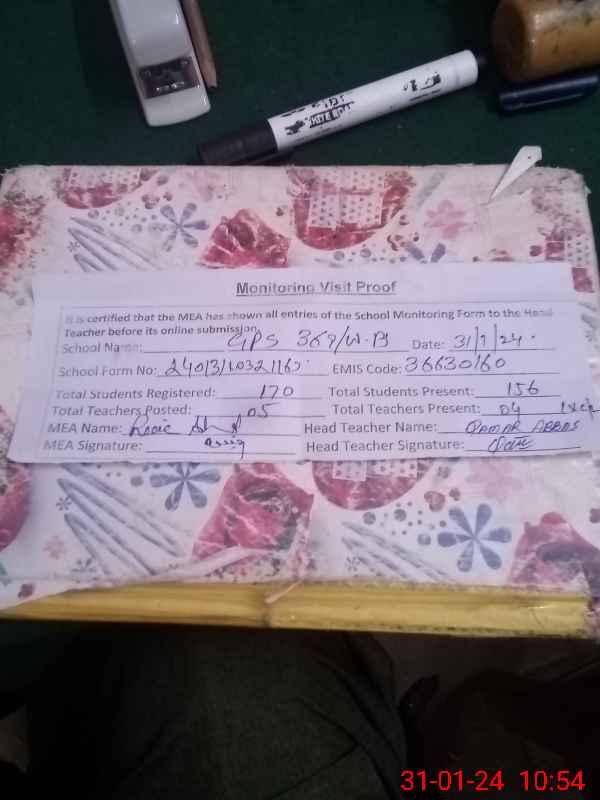 WHITE BOARD
Monitoring Visit Proof
It is certified that the MEA has shown all entries of the School Monitoring Form to the Head
Teacher before its online submission.
School Name: GPS 369/W.B Date: 31/1/24.
School Form No: EMIS Code: 36630160
Total Students Registered: 170 Total Students Present: 156
Total Teachers Posted: 05 Total Teachers Present: 04
MEA Name: Head Teacher Name: QAMAR ABBAS
MEA Signature: Head Teacher Signature:
31-01-24 10:54